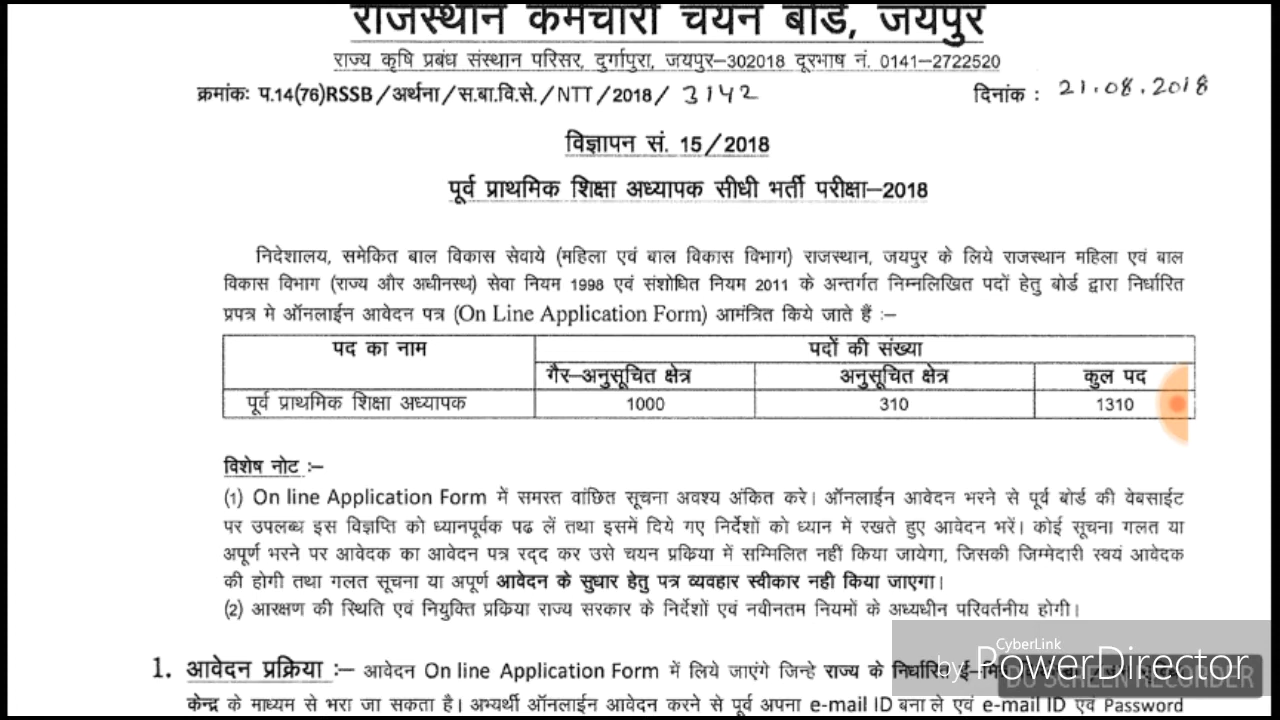 राजस्थान कर्मचारी चयन बोर्ड, जयपुर
राज्य कृषि प्रबंध संस्थान परिसर, दुर्गापुरा, जयपुर–302018 दूरभाष नं. 0141–2722520
क्रमांकः प.14(76)RSSB/अर्थना/स.बा.वि.से./NTT/2018/ 3142 दिनांक : 21.08.2018
विज्ञापन सं. 15/2018
पूर्व प्राथमिक शिक्षा अध्यापक सीधी भर्ती परीक्षा–2018
निदेशालय, समेकित बाल विकास सेवाये (महिला एवं बाल विकास विभाग) राजस्थान, जयपुर के लिये राजस्थान महिला एवं बाल
विकास विभाग (राज्य और अधीनस्थ) सेवा नियम 1998 एवं संशोधित नियम 2011 के अन्तर्गत निम्नलिखित पदों हेतु बोर्ड द्वारा निर्धारित
प्रपत्र मे ऑनलाईन आवेदन पत्र (On Line Application Form) आमंत्रित किये जाते हैं :–
पद का नाम पदों की संख्या
गैर–अनुसूचित क्षेत्र अनुसूचित क्षेत्र कुल पद
पूर्व प्राथमिक शिक्षा अध्यापक 1000 310 1310
विशेष नोट :–
(1) On line Application Form में समस्त वांछित सूचना अवश्य अंकित करे। ऑनलाईन आवेदन भरने से पूर्व बोर्ड की वेबसाईट
पर उपलब्ध इस विज्ञप्ति को ध्यानपूर्वक पढ लें तथा इसमें दिये गए निर्देशों को ध्यान में रखते हुए आवेदन भरें। कोई सूचना गलत या
अपूर्ण भरने पर आवेदक का आवेदन पत्र रद्द कर उसे चयन प्रक्रिया में सम्मिलित नहीं किया जायेगा, जिसकी जिम्मेदारी स्वयं आवेदक
की होगी तथा गलत सूचना या अपूर्ण आवेदन के सुधार हेतु पत्र व्यवहार स्वीकार नही किया जाएगा।
(2) आरक्षण की स्थिति एवं नियुक्ति प्रक्रिया राज्य सरकार के निर्देशों एवं नवीनतम नियमों के अध्यधीन परिवर्तनीय होगी।
1. आवेदन प्रक्रिया :– आवेदन On line Application Form में लिये जाएंगे जिन्हे राज्य के निर्धारित
केन्द्र के माध्यम से भरा जा सकता है। अभ्यर्थी ऑनलाईन आवेदन करने से पूर्व अपना e-mail ID बना ले एवं e-mail ID एवं Password
CyberLink
by PowerDirector
DU SCREEN RECORDER